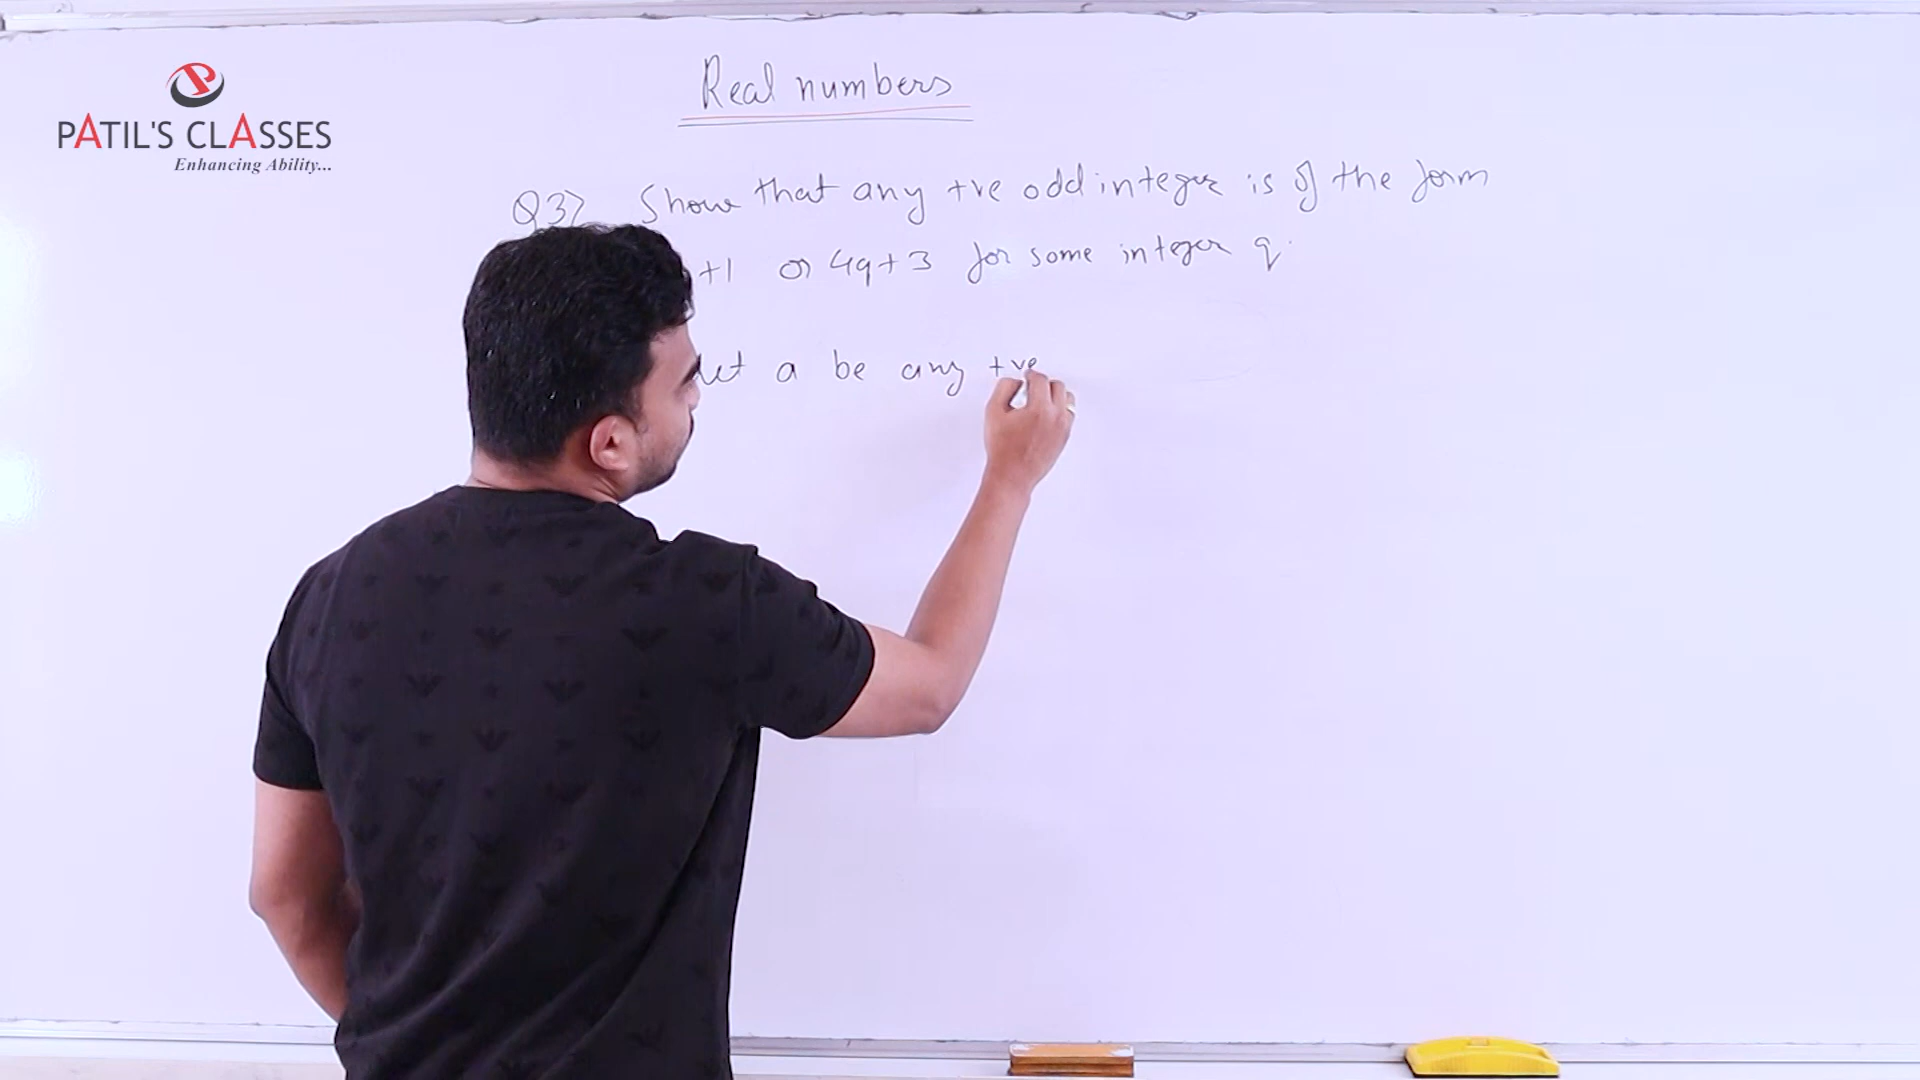 PATIL'S CLASSES
Enhancing Ability...
Real numbers
Q3> Show that any +ve odd integer is of the form
+1 or 4q+3 for some integer q.
Let a be any +ve